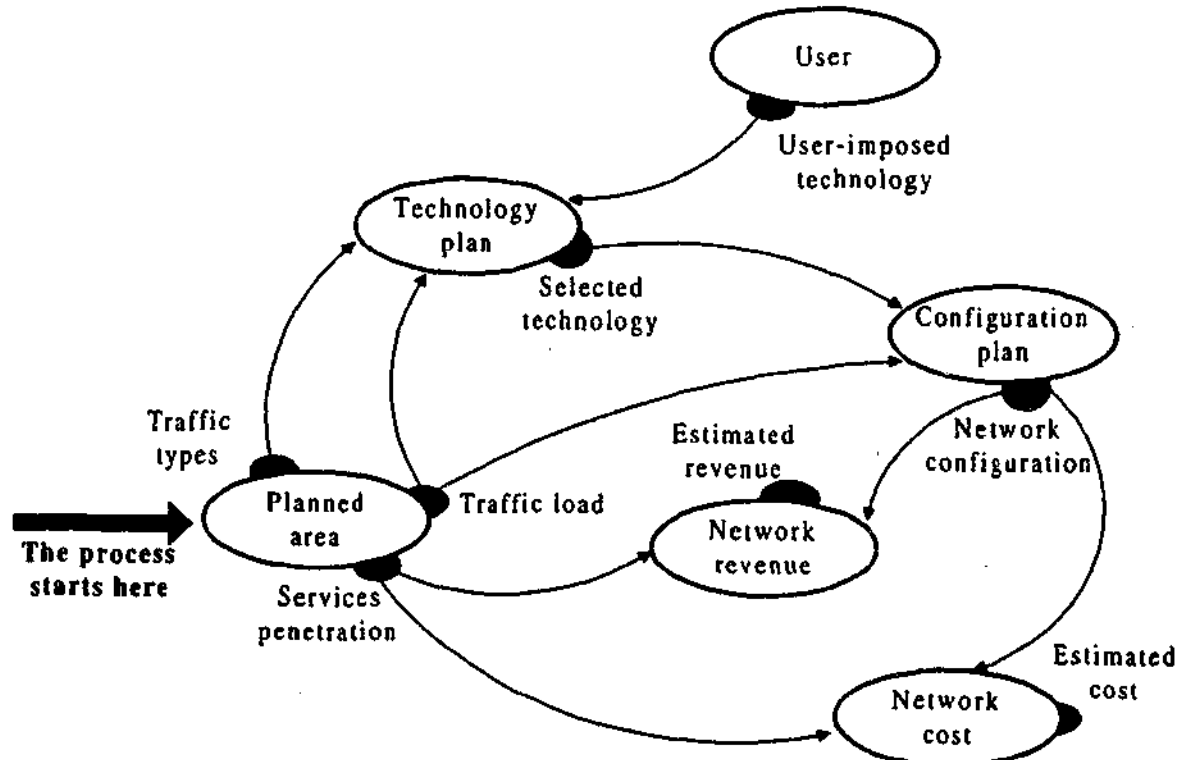 User
User-imposed
technology
Technology
plan
Selected
technology
Configuration
plan
Traffic
types
Estimated
revenue
Network
configuration
Planned
area
Traffic load
The process
starts here
Network
revenue
Services
penetration
Estimated
cost
Network
cost